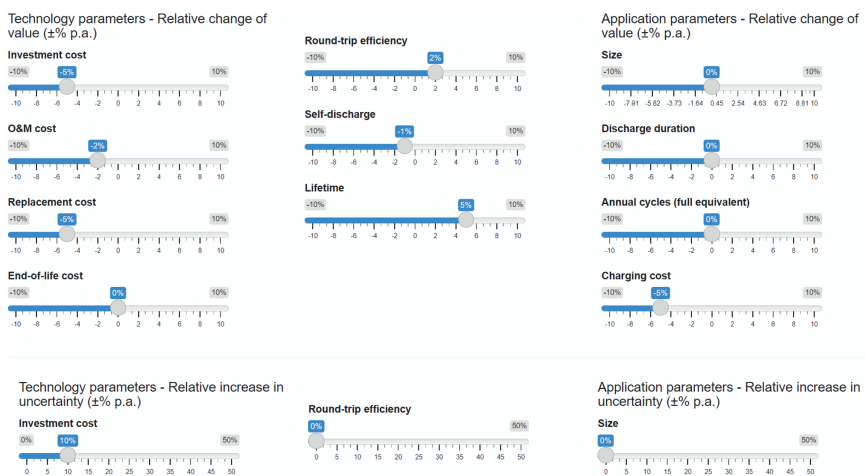 Technology parameters - Relative change of
value (±% p.a.)
Investment cost
-10% -5% 10%
-10 -8 -6 -4 -2 0 2 4 6 8 10
O&M cost
-10% -2% 10%
-10 -8 -6 -4 -2 0 2 4 6 8 10
Replacement cost
-10% -5% 10%
-10 -8 -6 -4 -2 0 2 4 6 8 10
End-of-life cost
-10% 0% 10%
-10 -8 -6 -4 -2 0 2 4 6 8 10
Round-trip efficiency
-10% 2% 10%
-10 -8 -6 -4 -2 0 2 4 6 8 10
Self-discharge
-10% -1% 10%
-10 -8 -6 -4 -2 0 2 4 6 8 10
Lifetime
-10% 5% 10%
-10 -8 -6 -4 -2 0 2 4 6 8 10
Application parameters - Relative change of
value (±% p.a.)
Size
-10% 0% 10%
-10 -7.91 -5.82 -3.73 -1.64 0.45 2.54 4.63 6.72 8.81 10
Discharge duration
-10% 0% 10%
-10 -8 -6 -4 -2 0 2 4 6 8 10
Annual cycles (full equivalent)
-10% 0% 10%
-10 -8 -6 -4 -2 0 2 4 6 8 10
Charging cost
-10% -5% 10%
-10 -8 -6 -4 -2 0 2 4 6 8 10
Technology parameters - Relative increase in
uncertainty (±% p.a.)
Investment cost
0% 10% 50%
0 5 10 15 20 25 30 35 40 45 50
Round-trip efficiency
0% 50%
0 5 10 15 20 25 30 35 40 45 50
Application parameters - Relative increase in
uncertainty (±% p.a.)
Size
0% 50%
0 5 10 15 20 25 30 35 40 45 50